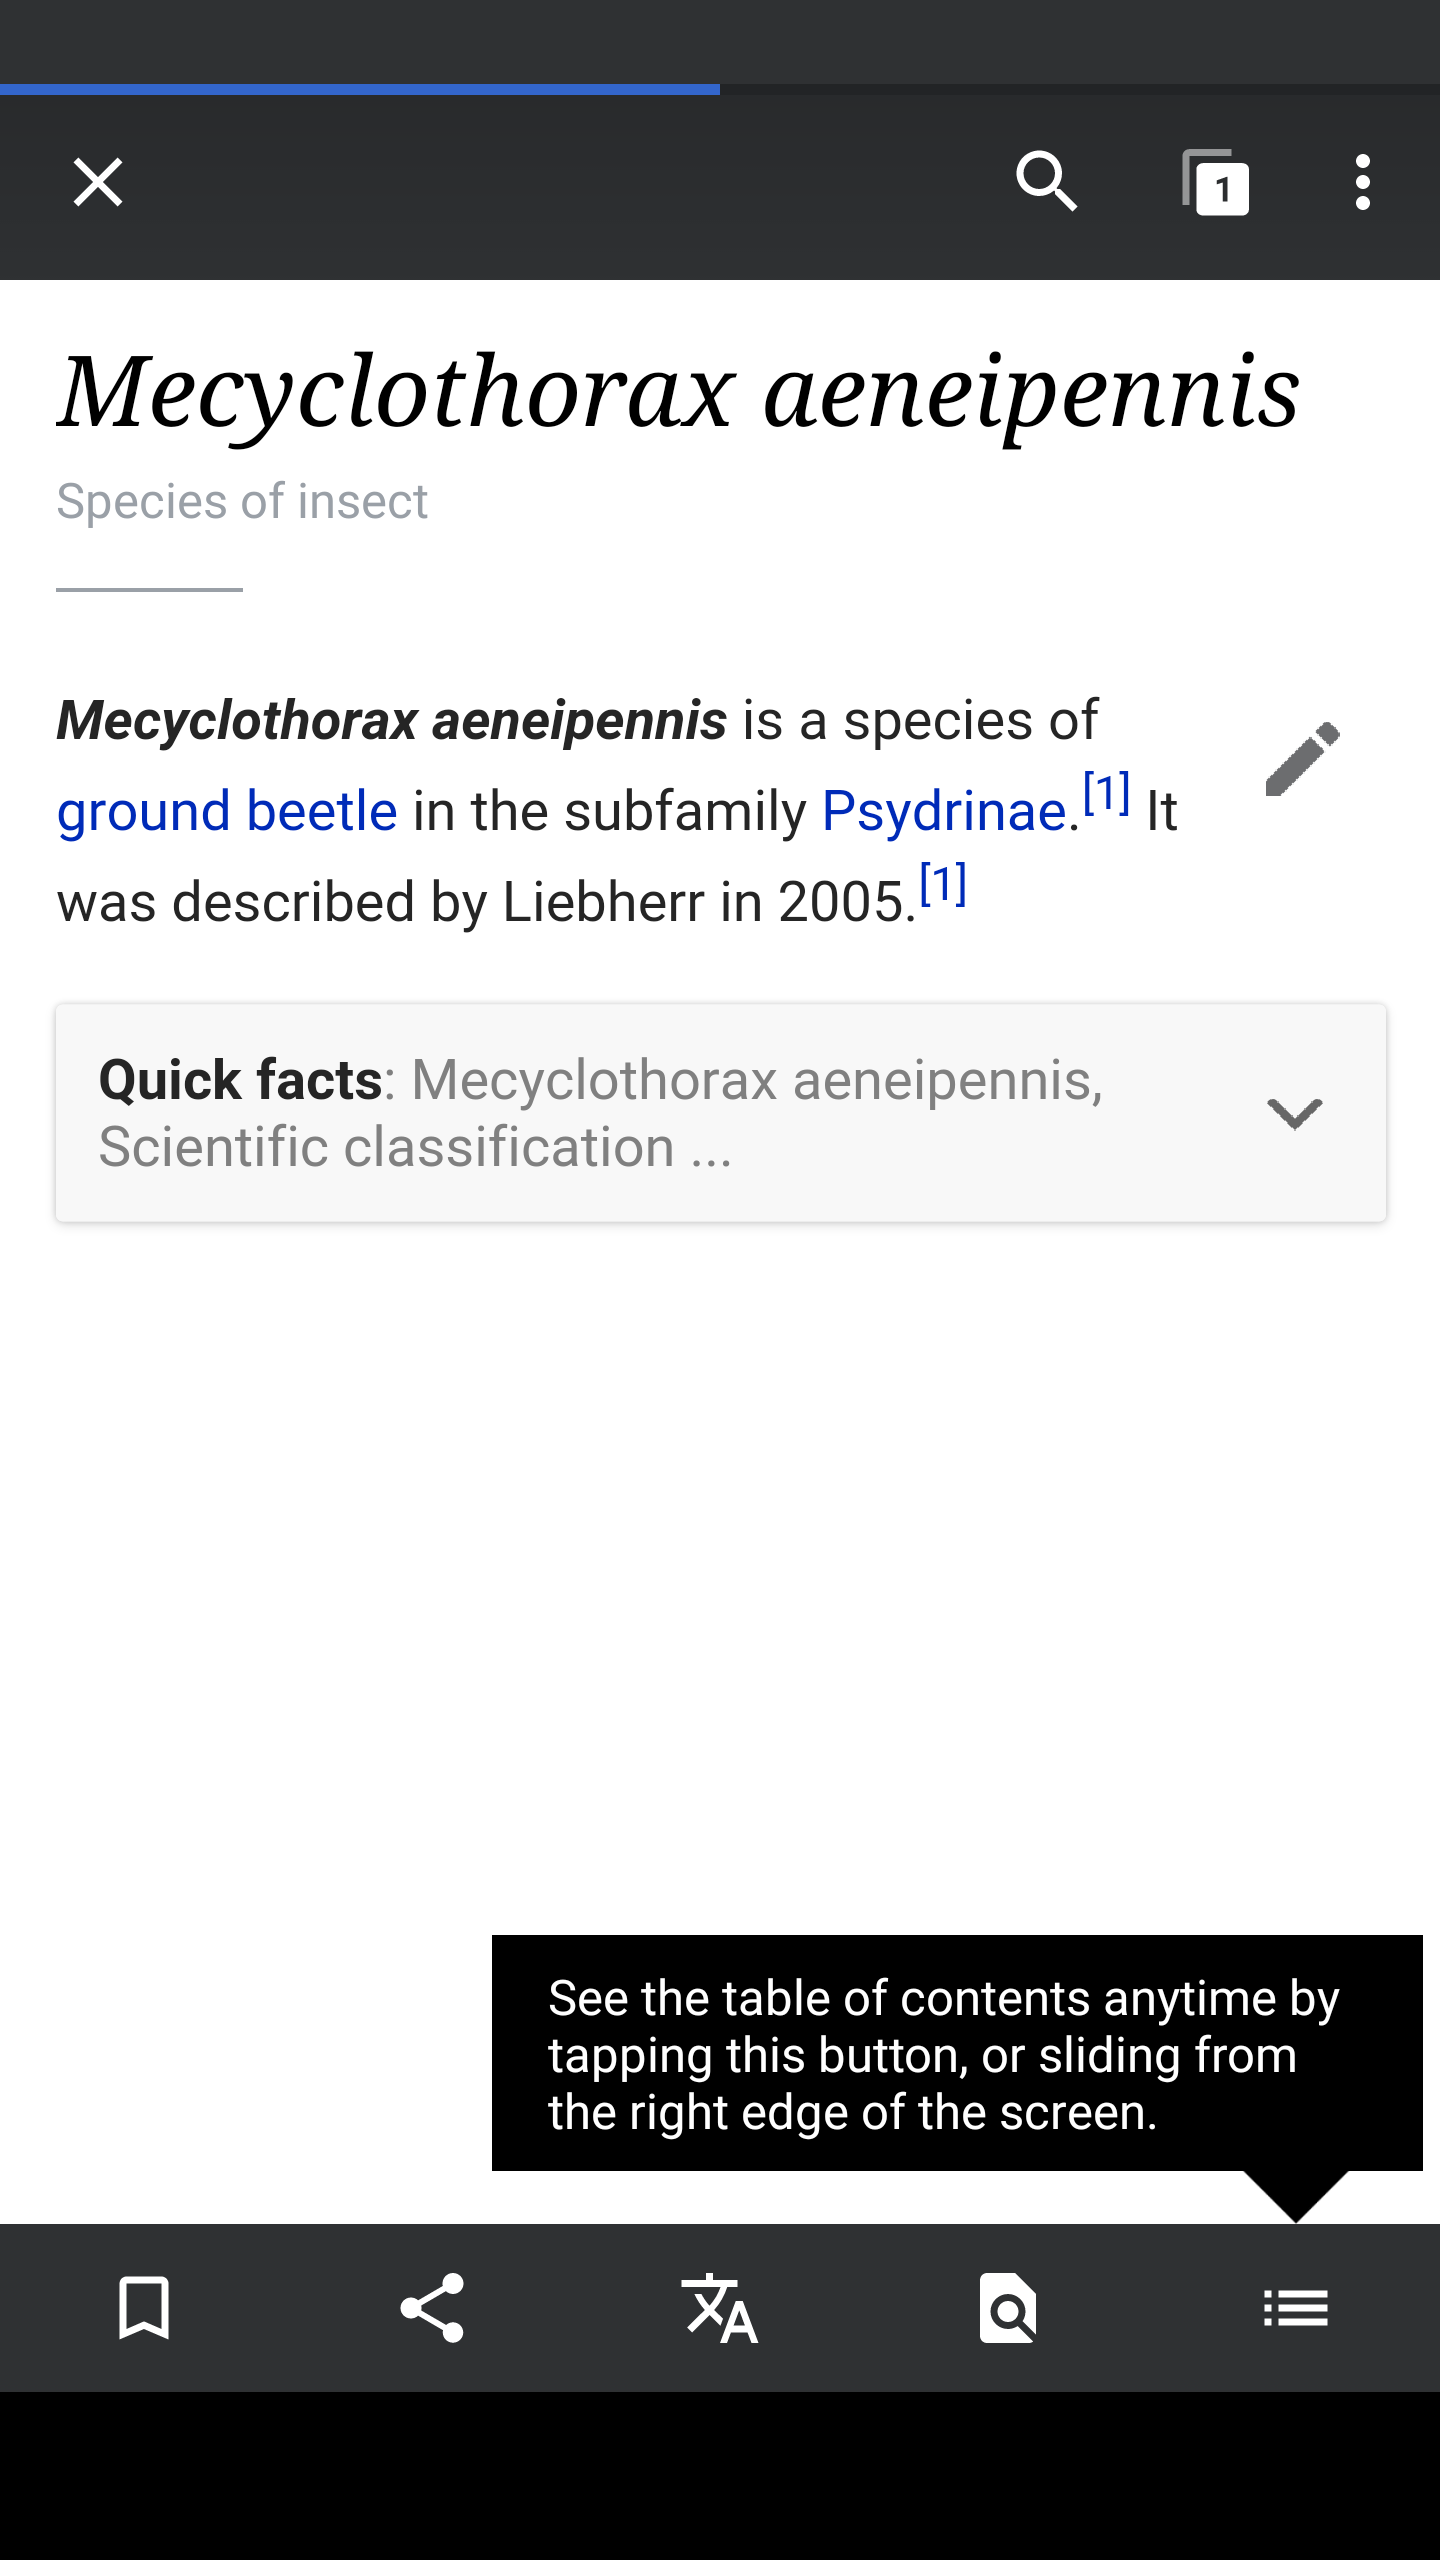 1
Mecyclothorax aeneipennis
Species of insect
Mecyclothorax aeneipennis is a species of
ground beetle in the subfamily Psydrinae.[1] It
was described by Liebherr in 2005.[1]
Quick facts: Mecyclothorax aeneipennis,
Scientific classification ...
See the table of contents anytime by
tapping this button, or sliding from
the right edge of the screen.